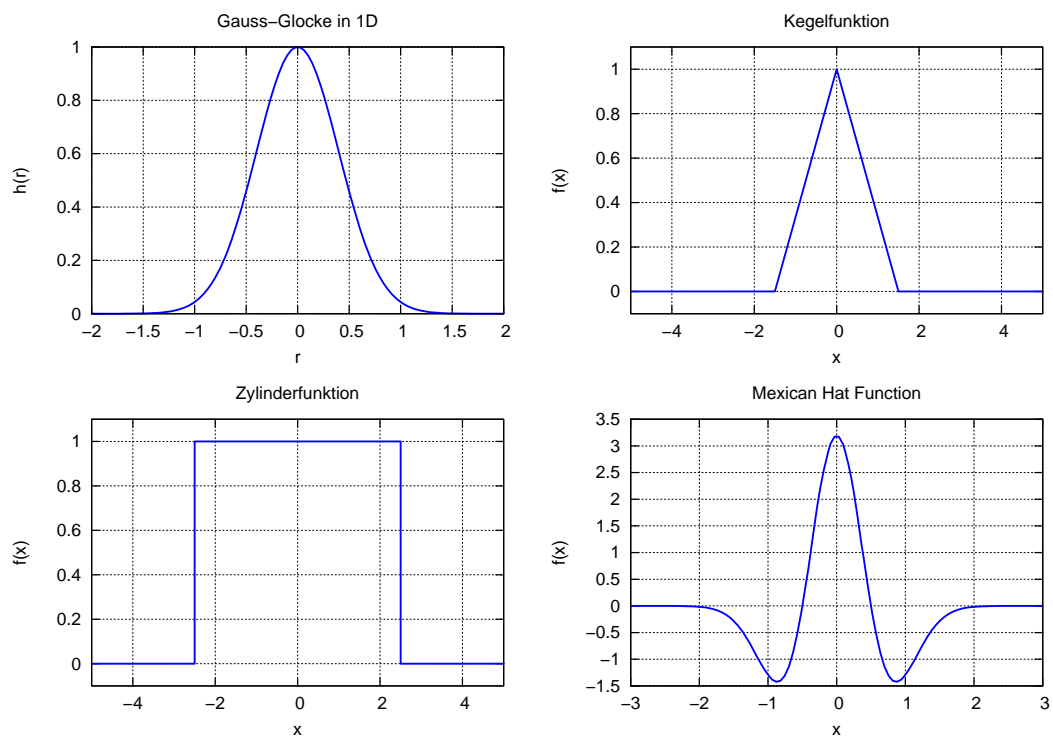 Gauss−Glocke in 1D
h(r)
1
0.8
0.6
0.4
0.2
0
−2 −1.5 −1 −0.5 0 0.5 1 1.5 2
r
Kegelfunktion
f(x)
1
0.8
0.6
0.4
0.2
0
−4 −2 0 2 4
x
Zylinderfunktion
f(x)
1
0.8
0.6
0.4
0.2
0
−4 −2 0 2 4
x
Mexican Hat Function
f(x)
3.5
3
2.5
2
1.5
1
0.5
0
−0.5
−1
−1.5
−3 −2 −1 0 1 2 3
x